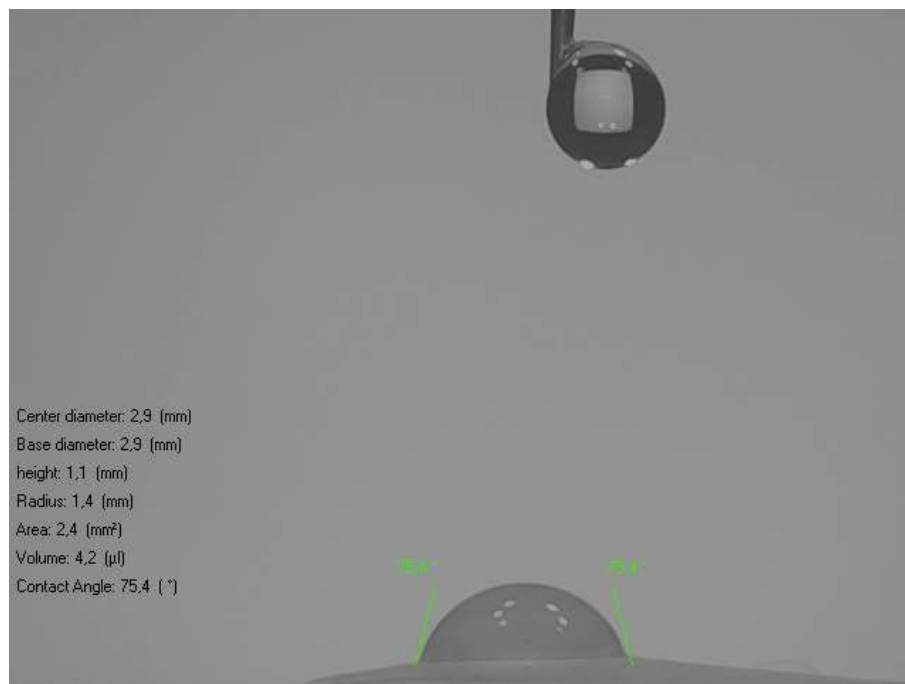 Center diameter: 2,9 (mm)
Base diameter: 2,9 (mm)
height: 1,1 (mm)
Radius: 1,4 (mm)
Area: 2,4 (mm²)
Volume: 4,2 (µl)
Contact Angle: 75,4 (°)